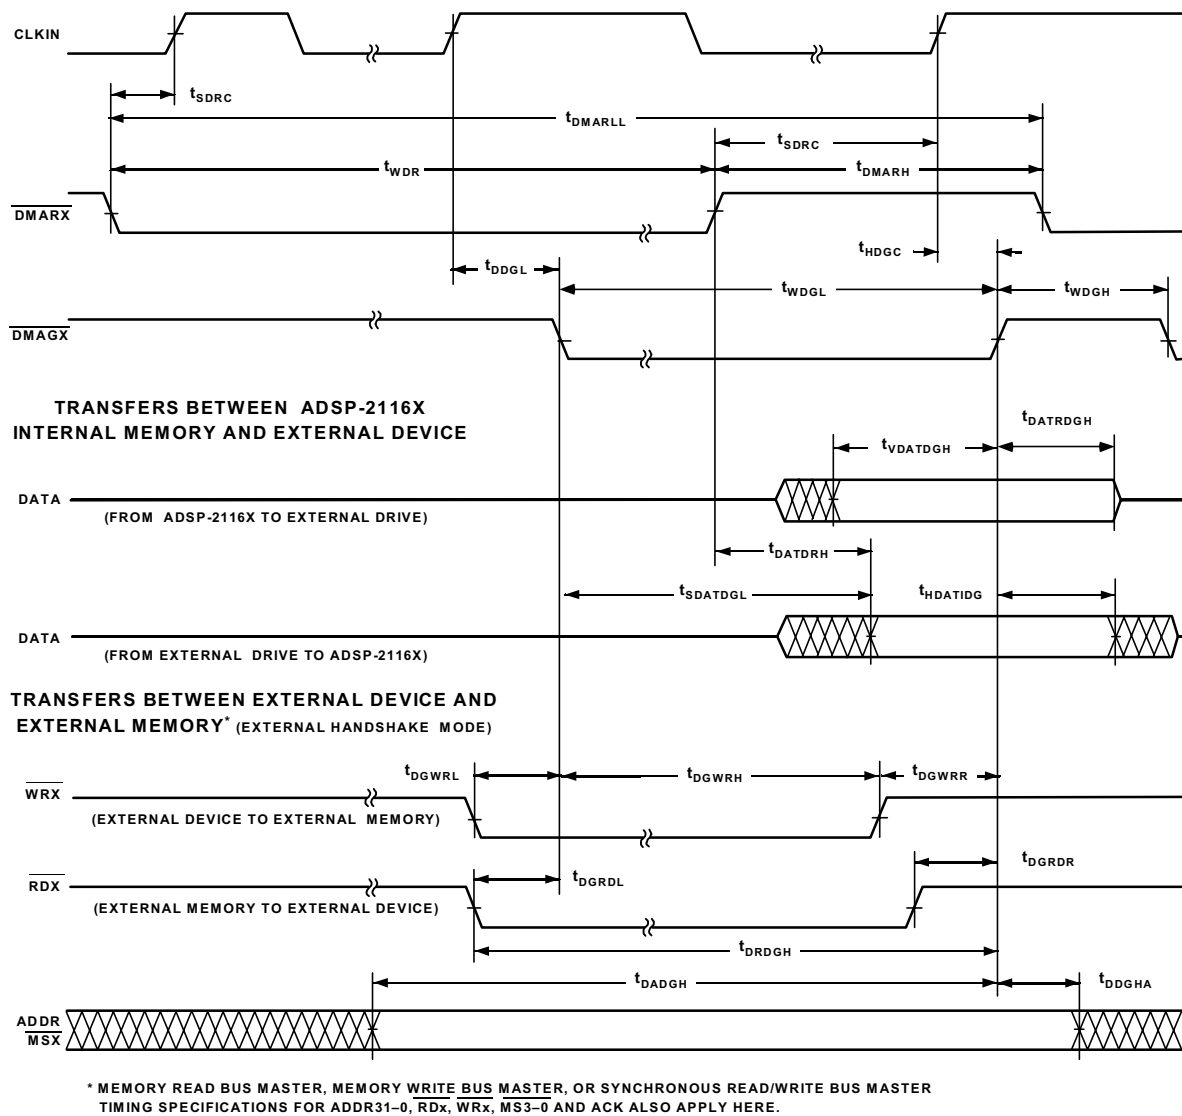 CLKIN
tSDRC
tDMARLL
tSDRC
tWDR
tDMARH
DMARX
tHDGC
tDDGL
tWDGL
tWDGH
DMAGX
TRANSFERS BETWEEN ADSP-2116X
INTERNAL MEMORY AND EXTERNAL DEVICE
tDATRDGH
tVDATDGH
DATA
(FROM ADSP-2116X TO EXTERNAL DRIVE)
tDATDRH
tSDATDGL
tHDATIDG
DATA
(FROM EXTERNAL DRIVE TO ADSP-2116X)
TRANSFERS BETWEEN EXTERNAL DEVICE AND
EXTERNAL MEMORY* (EXTERNAL HANDSHAKE MODE)
tDGWRL
tDGWRH
tDGWRR
WRX
(EXTERNAL DEVICE TO EXTERNAL MEMORY)
tDGRDR
RDX
tDGRDL
(EXTERNAL MEMORY TO EXTERNAL DEVICE)
tDRDGH
tDADGH
tDDGHA
ADDR
MSX
* MEMORY READ BUS MASTER, MEMORY WRITE BUS MASTER, OR SYNCHRONOUS READ/WRITE BUS MASTER
TIMING SPECIFICATIONS FOR ADDR31–0, RDx, WRx, MS3–0 AND ACK ALSO APPLY HERE.